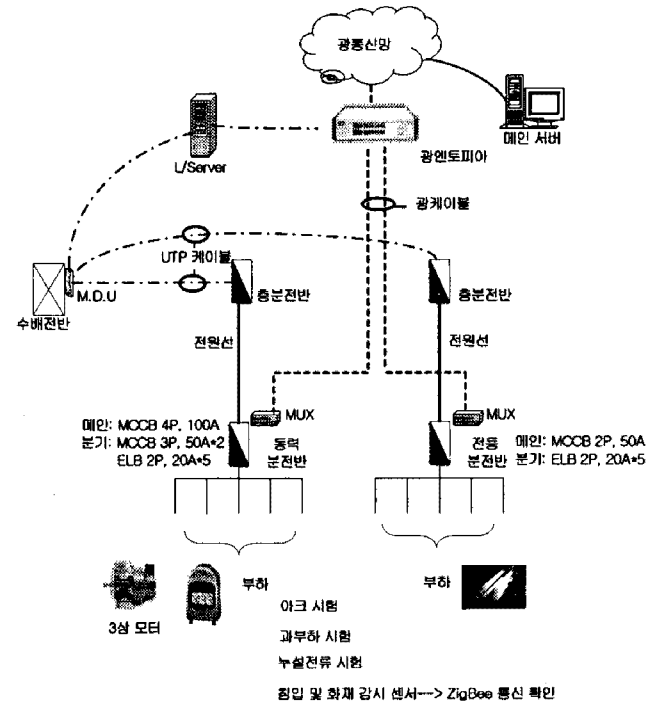 광통신망
메인 서버
L/Server
광엔토피아
광케이블
UTP 케이블
M.D.U
수배전반
층분전반
층분전반
전원선
전원선
MUX
MUX
메인: MCCB 4P, 100A
분기: MCCB 3P, 50A*2
ELB 2P, 20A*5
동력
분전반
전등
분전반
메인: MCCB 2P, 50A
분기: ELB 2P, 20A*5
부하
부하
3상 모터
아크 시험
과부하 시험
누설전류 시험
침입 및 화재 감시 센서---> ZigBee 통신 확인